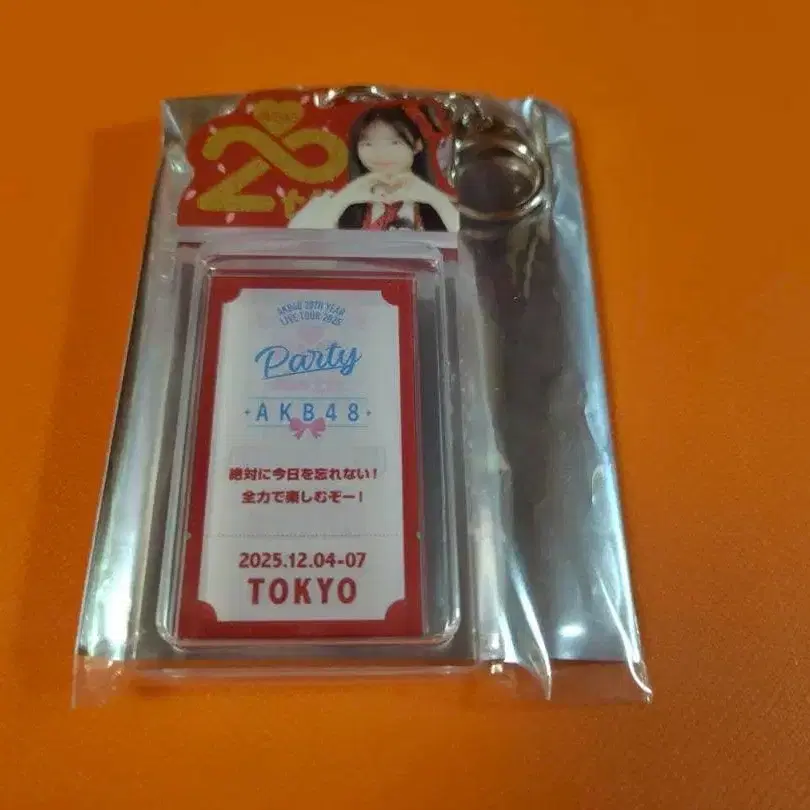 20th
AKB48 20TH YEAR
LIVE TOUR 2025
Party
AKB48
絶対に今日を忘れない！
全力で楽しむぞー！
2025.12.04-07
TOKYO